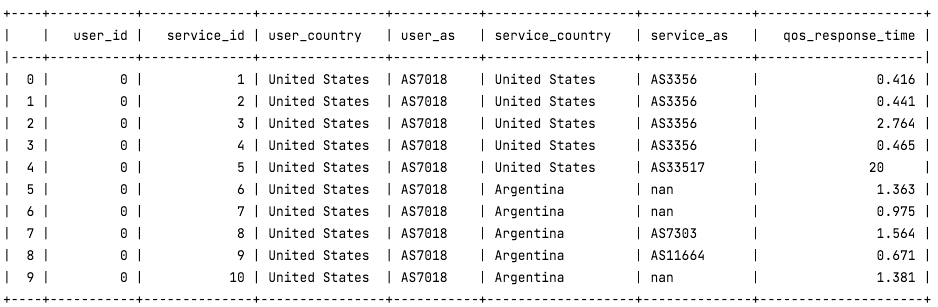 +----+-----------+--------------+----------------+-----------+-------------------+--------------+---------------------+
|    |   user_id |   service_id | user_country   | user_as   | service_country   | service_as   |   qos_response_time |
|----+-----------+--------------+----------------+-----------+-------------------+--------------+---------------------|
|  0 |         0 |            1 | United States  | AS7018    | United States     | AS3356       |               0.416 |
|  1 |         0 |            2 | United States  | AS7018    | United States     | AS3356       |               0.441 |
|  2 |         0 |            3 | United States  | AS7018    | United States     | AS3356       |               2.764 |
|  3 |         0 |            4 | United States  | AS7018    | United States     | AS3356       |               0.465 |
|  4 |         0 |            5 | United States  | AS7018    | United States     | AS33517      |              20     |
|  5 |         0 |            6 | United States  | AS7018    | Argentina         | nan          |               1.363 |
|  6 |         0 |            7 | United States  | AS7018    | Argentina         | nan          |               0.975 |
|  7 |         0 |            8 | United States  | AS7018    | Argentina         | AS7303       |               1.564 |
|  8 |         0 |            9 | United States  | AS7018    | Argentina         | AS11664      |               0.671 |
|  9 |         0 |           10 | United States  | AS7018    | Argentina         | nan          |               1.381 |
+----+-----------+--------------+----------------+-----------+-------------------+--------------+---------------------+